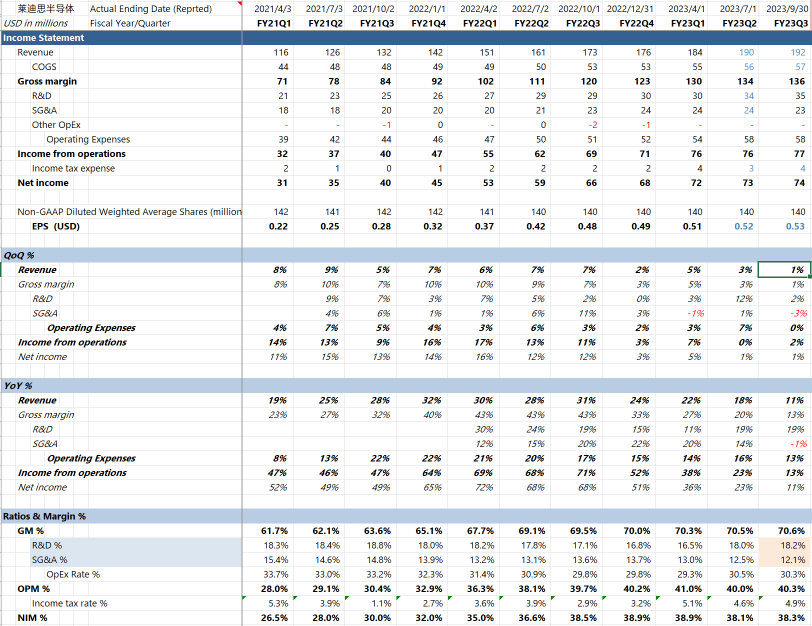 莱迪思半导体 Actual Ending Date (Reprted) 2021/4/3 2021/7/3 2021/10/2 2022/1/1 2022/4/2 2022/7/2 2022/10/1 2022/12/31 2023/4/1 2023/7/1 2023/9/30
USD in millions Fiscal Year/Quarter FY21Q1 FY21Q2 FY21Q3 FY21Q4 FY22Q1 FY22Q2 FY22Q3 FY22Q4 FY23Q1 FY23Q2 FY23Q3
Income Statement
Revenue 116 126 132 142 151 161 173 176 184 190 192
COGS 44 48 48 49 49 50 53 53 55 56 57
Gross margin 71 78 84 92 102 111 120 123 130 134 136
R&D 21 23 25 26 27 29 29 30 30 34 35
SG&A 18 18 20 20 20 21 23 24 24 24 23
Other OpEx - - -1 0 - 0 -2 -1 - - -
Operating Expenses 39 42 44 46 47 50 51 52 54 58 58
Income from operations 32 37 40 47 55 62 69 71 76 76 77
Income tax expense 2 1 0 1 2 2 2 2 4 3 4
Net income 31 35 40 45 53 59 66 68 72 73 74
Non-GAAP Diluted Weighted Average Shares (million 142 141 142 142 141 140 140 140 140 140 140
EPS (USD) 0.22 0.25 0.28 0.32 0.37 0.42 0.48 0.49 0.51 0.52 0.53
QoQ %
Revenue 8% 9% 5% 7% 6% 7% 7% 2% 5% 3% 1%
Gross margin 8% 10% 7% 10% 10% 9% 7% 3% 5% 3% 1%
R&D 9% 7% 3% 7% 5% 2% 0% 3% 12% 2%
SG&A 4% 6% 1% 1% 6% 11% 3% -1% 1% -3%
Operating Expenses 4% 7% 5% 4% 3% 6% 3% 2% 3% 7% 0%
Income from operations 14% 13% 9% 16% 17% 13% 11% 3% 7% 0% 2%
Net income 11% 15% 13% 14% 16% 12% 12% 3% 5% 1% 1%
YoY %
Revenue 19% 25% 28% 32% 30% 28% 31% 24% 22% 18% 11%
Gross margin 23% 27% 32% 40% 43% 43% 43% 33% 27% 20% 13%
R&D 30% 24% 19% 15% 11% 19% 19%
SG&A 12% 15% 20% 22% 20% 14% -1%
Operating Expenses 8% 13% 22% 22% 21% 20% 17% 15% 14% 16% 13%
Income from operations 47% 46% 47% 64% 69% 68% 71% 52% 38% 23% 13%
Net income 52% 49% 49% 65% 72% 68% 68% 51% 36% 23% 11%
Ratios & Margin %
GM % 61.7% 62.1% 63.6% 65.1% 67.7% 69.1% 69.5% 70.0% 70.3% 70.5% 70.6%
R&D % 18.3% 18.4% 18.8% 18.0% 18.2% 17.8% 17.1% 16.8% 16.5% 18.0% 18.2%
SG&A % 15.4% 14.6% 14.8% 13.9% 13.2% 13.1% 13.6% 13.7% 13.0% 12.5% 12.1%
OpEx Rate % 33.7% 33.0% 33.2% 32.3% 31.4% 30.9% 29.8% 29.8% 29.3% 30.5% 30.3%
OPM % 28.0% 29.1% 30.4% 32.9% 36.3% 38.1% 39.7% 40.2% 41.0% 40.0% 40.3%
Income tax rate % 5.3% 3.9% 1.1% 2.7% 3.6% 3.9% 2.9% 3.2% 5.1% 4.6% 4.9%
NIM % 26.5% 28.0% 30.0% 32.0% 35.0% 36.6% 38.5% 38.9% 38.9% 38.1% 38.3%